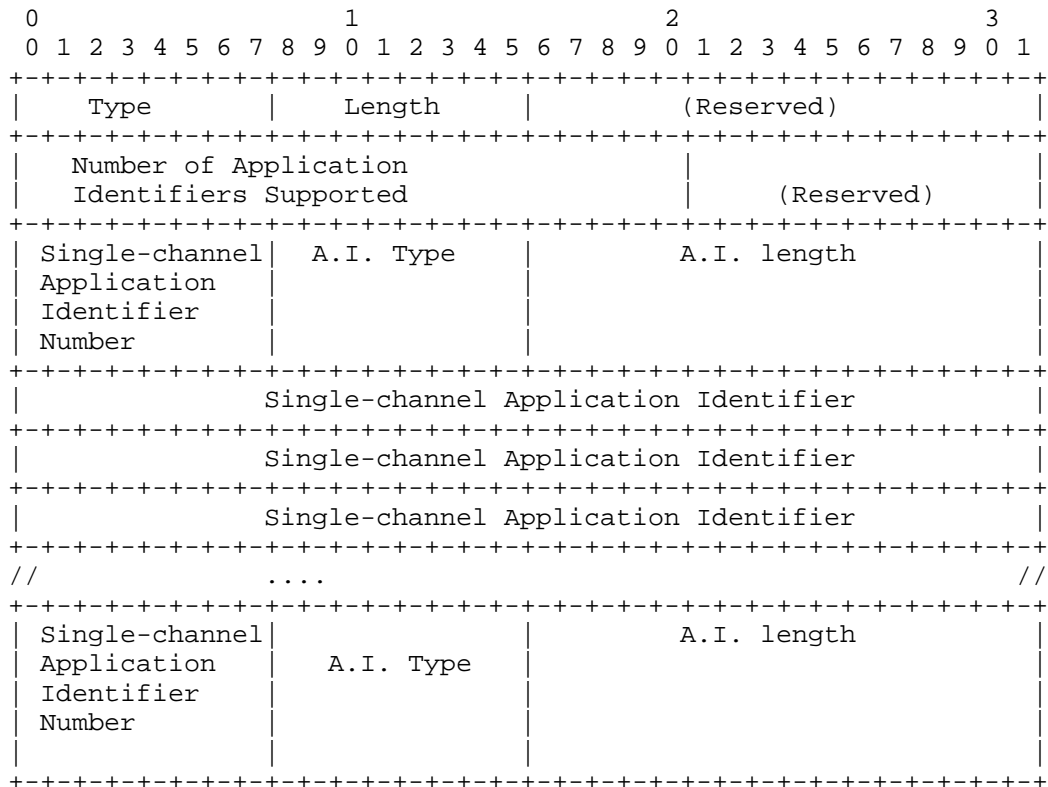 0                   1                   2                   3
 0 1 2 3 4 5 6 7 8 9 0 1 2 3 4 5 6 7 8 9 0 1 2 3 4 5 6 7 8 9 0 1
+-+-+-+-+-+-+-+-+-+-+-+-+-+-+-+-+-+-+-+-+-+-+-+-+-+-+-+-+-+-+-+-+
|    Type       |    Length     |         (Reserved)            |
+-+-+-+-+-+-+-+-+-+-+-+-+-+-+-+-+-+-+-+-+-+-+-+-+-+-+-+-+-+-+-+-+
|   Number of Application                 |                     |
|   Identifiers Supported                 |     (Reserved)      |
+-+-+-+-+-+-+-+-+-+-+-+-+-+-+-+-+-+-+-+-+-+-+-+-+-+-+-+-+-+-+-+-+
| Single-channel|  A.I. Type    |         A.I. length           |
| Application   |               |                               |
| Identifier    |               |                               |
| Number        |               |                               |
+-+-+-+-+-+-+-+-+-+-+-+-+-+-+-+-+-+-+-+-+-+-+-+-+-+-+-+-+-+-+-+-+
|               Single-channel Application Identifier           |
+-+-+-+-+-+-+-+-+-+-+-+-+-+-+-+-+-+-+-+-+-+-+-+-+-+-+-+-+-+-+-+-+
|               Single-channel Application Identifier           |
+-+-+-+-+-+-+-+-+-+-+-+-+-+-+-+-+-+-+-+-+-+-+-+-+-+-+-+-+-+-+-+-+
|               Single-channel Application Identifier           |
+-+-+-+-+-+-+-+-+-+-+-+-+-+-+-+-+-+-+-+-+-+-+-+-+-+-+-+-+-+-+-+-+
//              ....                                           //
+-+-+-+-+-+-+-+-+-+-+-+-+-+-+-+-+-+-+-+-+-+-+-+-+-+-+-+-+-+-+-+-+
| Single-channel|               |         A.I. length           |
| Application   |   A.I. Type   |                               |
| Identifier    |               |                               |
| Number        |               |                               |
|               |               |                               |
+-+-+-+-+-+-+-+-+-+-+-+-+-+-+-+-+-+-+-+-+-+-+-+-+-+-+-+-+-+-+-+-+